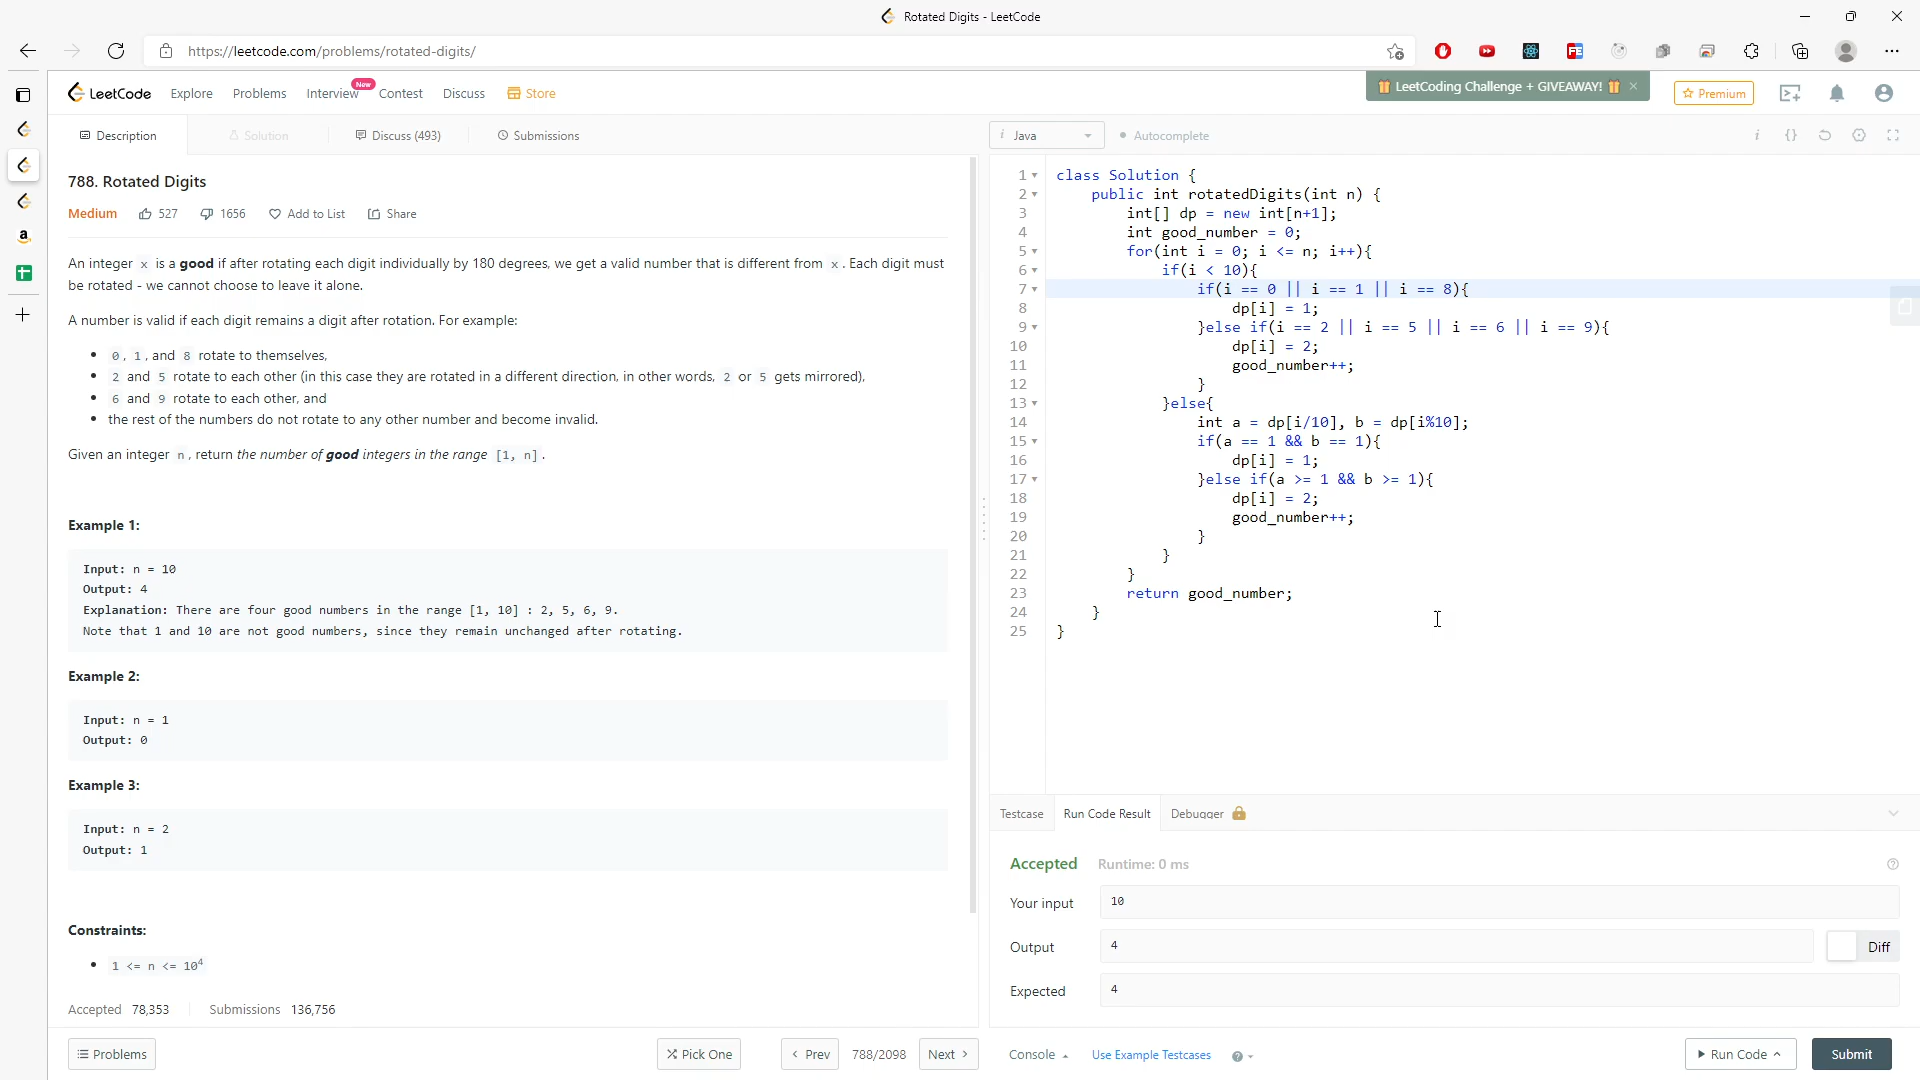 Rotated Digits - LeetCode
https://leetcode.com/problems/rotated-digits/
LeetCode
Explore
Problems
Interview
New
Contest
Discuss
Store
LeetCoding Challenge + GIVEAWAY!
Premium
Description
Solution
Discuss (493)
Submissions
i Java
Autocomplete
788. Rotated Digits
Medium 527 1656 Add to List Share
An integer x is a good if after rotating each digit individually by 180 degrees, we get a valid number that is different from x. Each digit must
be rotated - we cannot choose to leave it alone.
A number is valid if each digit remains a digit after rotation. For example:
• 0, 1, and 8 rotate to themselves,
• 2 and 5 rotate to each other (in this case they are rotated in a different direction, in other words, 2 or 5 gets mirrored),
• 6 and 9 rotate to each other, and
• the rest of the numbers do not rotate to any other number and become invalid.
Given an integer n, return the number of good integers in the range [1, n].
Example 1:
Input: n = 10
Output: 4
Explanation: There are four good numbers in the range [1, 10] : 2, 5, 6, 9.
Note that 1 and 10 are not good numbers, since they remain unchanged after rotating.
Example 2:
Input: n = 1
Output: 0
Example 3:
Input: n = 2
Output: 1
Constraints:
• 1 <= n <= 10⁴
Accepted 78,353 Submissions 136,756
Problems
Pick One
< Prev
788/2098
Next >
1 class Solution {
2 public int rotatedDigits(int n) {
3 int[] dp = new int[n+1];
4 int good_number = 0;
5 for(int i = 0; i <= n; i++){
6 if(i < 10){
7 if(i == 0 || i == 1 || i == 8){
8 dp[i] = 1;
9 }else if(i == 2 || i == 5 || i == 6 || i == 9){
10 dp[i] = 2;
11 good_number++;
12 }
13 }else{
14 int a = dp[i/10], b = dp[i%10];
15 if(a == 1 && b == 1){
16 dp[i] = 1;
17 }else if(a >= 1 && b >= 1){
18 dp[i] = 2;
19 good_number++;
20 }
21 }
22 }
23 return good_number;
24 }
25 }
Testcase
Run Code Result
Debugger
Accepted Runtime: 0 ms
Your input 10
Output 4
Diff
Expected 4
Console
Use Example Testcases
Run Code
Submit